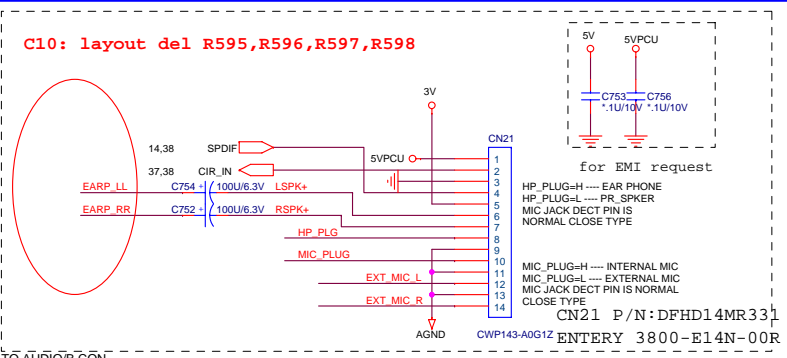 C10: layout del R595,R596,R597,R598
5V
5VPCU
C753
*.1U/10V
C756
*.1U/10V
for EMI request
3V
CN21
14,38
SPDIF
5VPCU
37,38
CIR_IN
EARP_LL
C754
+
100U/6.3V
LSPK+
EARP_RR
C752
+
100U/6.3V
RSPK+
HP_PLG
MIC_PLUG
EXT_MIC_L
EXT_MIC_R
1
2
3
4
5
6
7
8
9
10
11
12
13
14
HP_PLUG=H ---- EAR PHONE
HP_PLUG=L ---- PR_SPKER
MIC JACK DECT PIN IS
NORMAL CLOSE TYPE
MIC_PLUG=H ---- INTERNAL MIC
MIC_PLUG=L ---- EXTERNAL MIC
MIC JACK DECT PIN IS NORMAL
CLOSE TYPE
CN21 P/N:DFHD14MR331
AGND
CWP143-A0G1Z
ENTERY 3800-E14N-00R
TO AUDIO/B CON